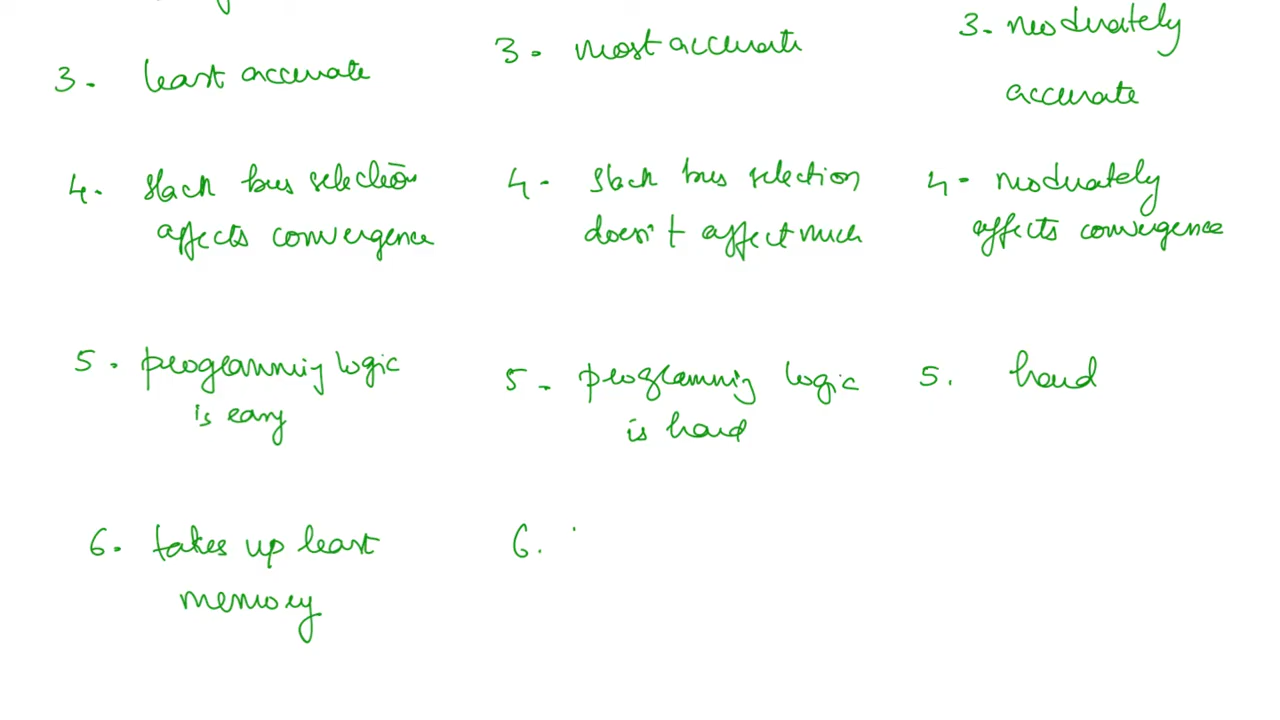 3. least accurate
3. most accurate
3. moderately
accurate
4. slack bus selection
affects convergence
4. slack bus selection
doesn't affect much
4. moderately
affects convergence
5. programming logic
is easy
5. programming logic
is hard
5. hard
6. takes up least
memory
6.